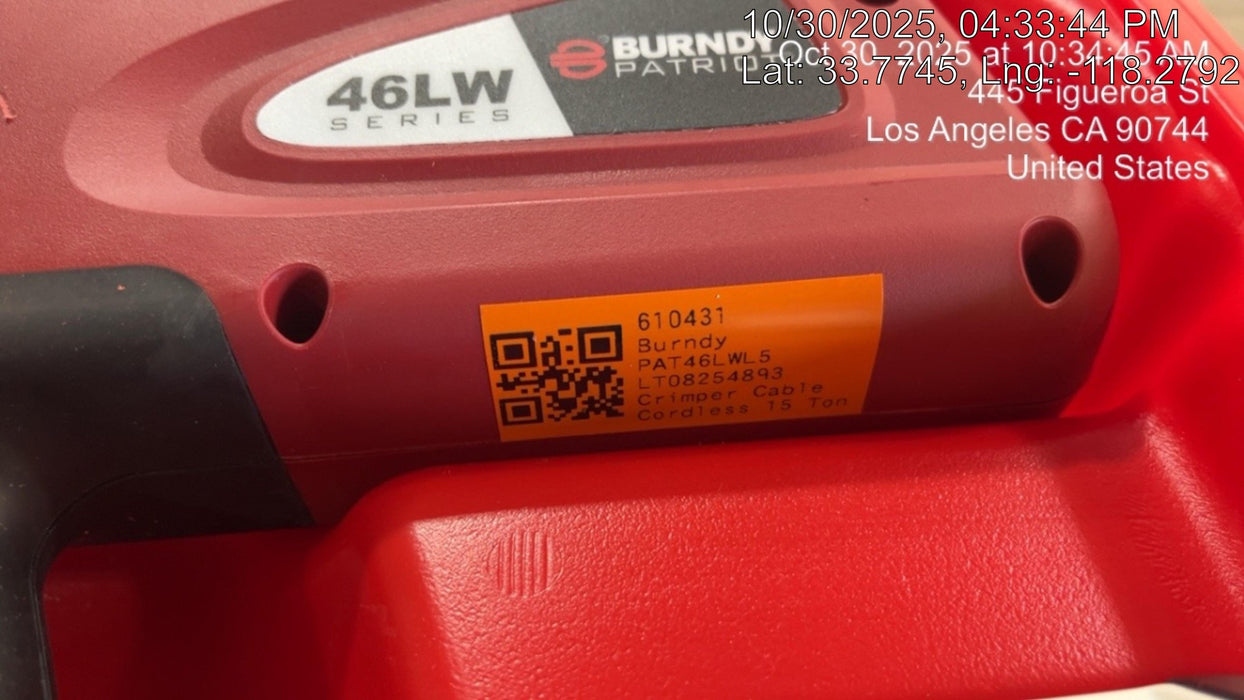 10/30/2025, 04:33:44 PM
Oct 30, 2025 at 10:34:45 AM
Lat: 33.7745, Lng: -118.2792
445 Figueroa St
Los Angeles CA 90744
United States
46LW
SERIES
BURNDY
PATRIOT
610431
Burndy
PAT46LWL5
LT08254893
Crimper Cable
Cordless 15 Ton